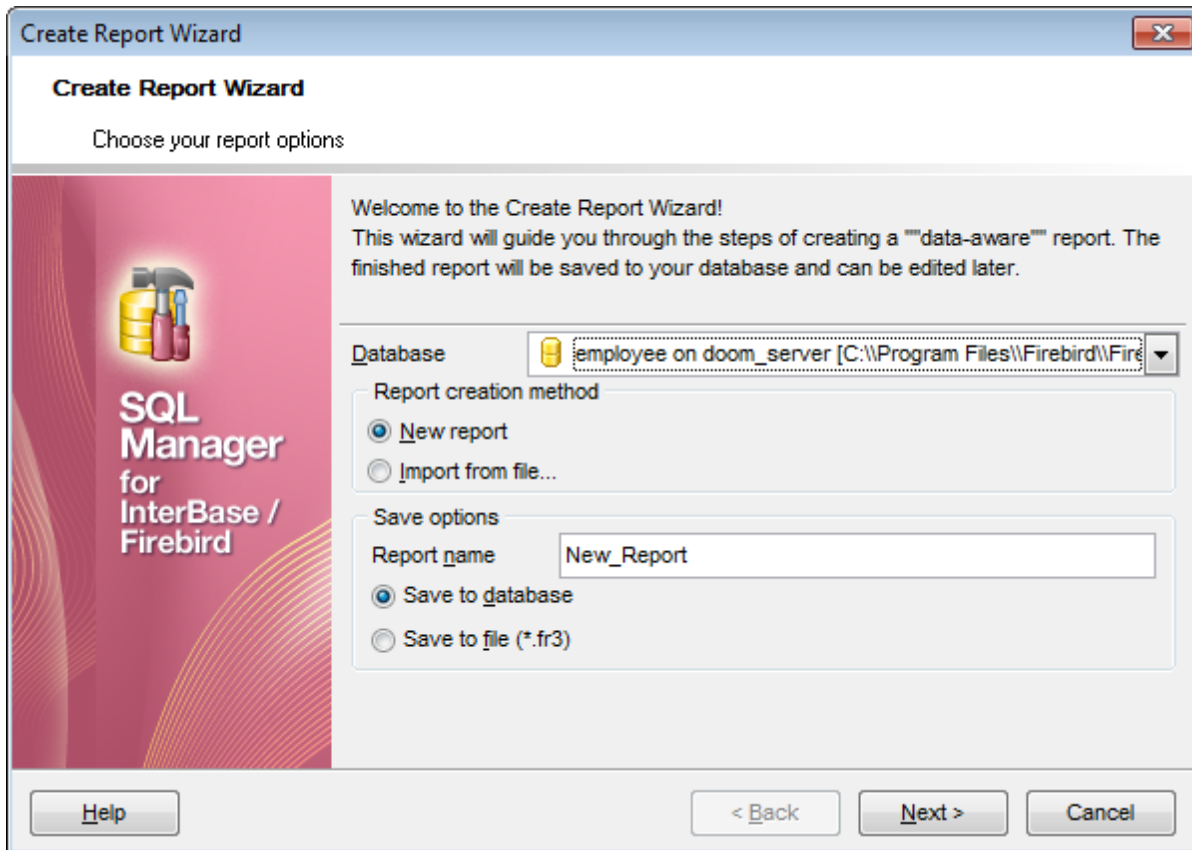 Create Report Wizard
Create Report Wizard
Choose your report options
Welcome to the Create Report Wizard!
This wizard will guide you through the steps of creating a ""data-aware"" report. The
finished report will be saved to your database and can be edited later.
Database employee on doom_server [C:\\Program Files\\Firebird\\Fire
Report creation method
New report
Import from file...
SQL
Manager
for
InterBase /
Firebird
Save options
Report name New_Report
Save to database
Save to file (*.fr3)
Help < Back Next > Cancel